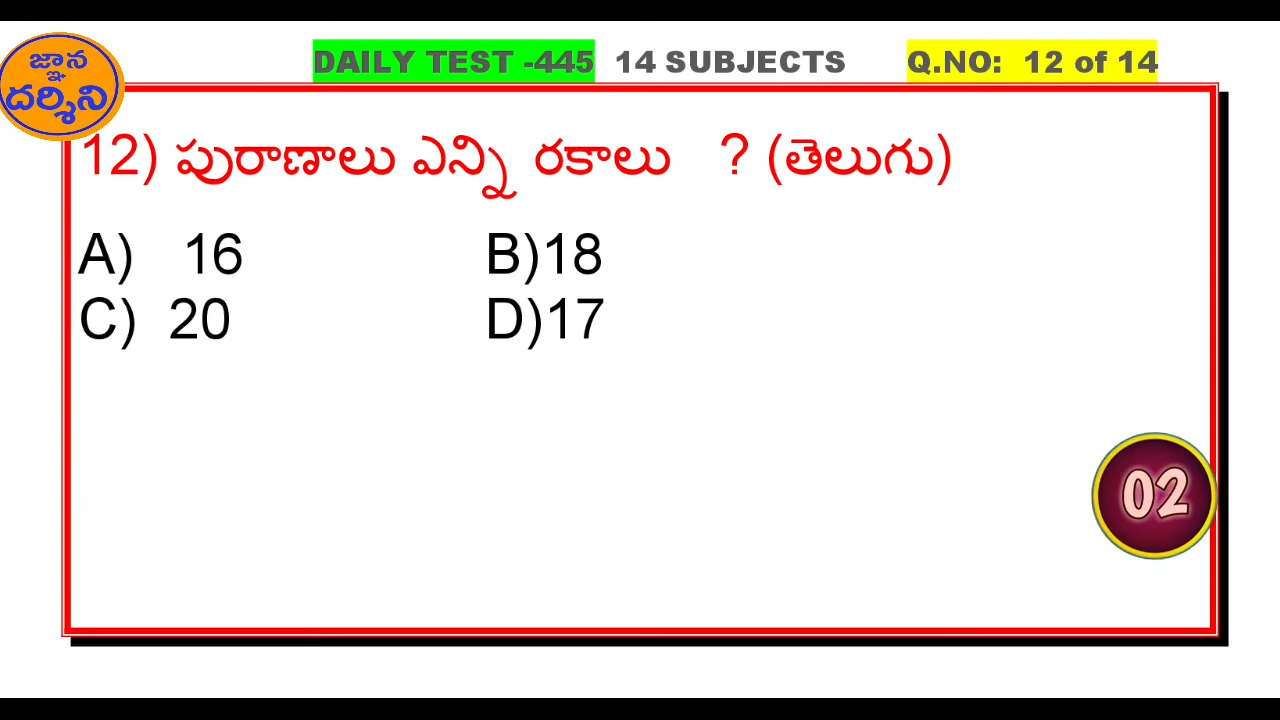 జ్ఞాన
దర్శిని
DAILY TEST -445 14 SUBJECTS Q.NO: 12 of 14
12) పురాణాలు ఎన్ని రకాలు ? (తెలుగు)
A) 16 B)18
C) 20 D)17
02